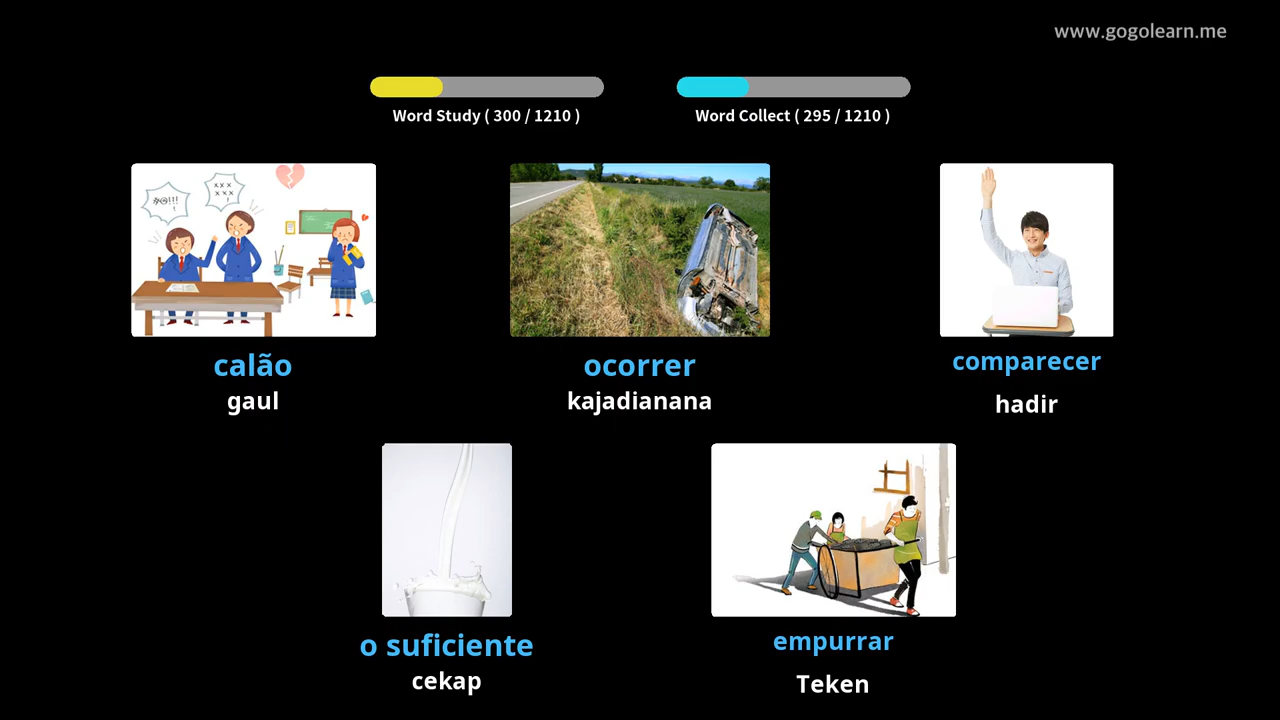 www.gogolearn.me
Word Study ( 300 / 1210 )
Word Collect ( 295 / 1210 )
calão
gaul
ocorrer
kajadianana
comparecer
hadir
o suficiente
cekap
empurrar
Teken